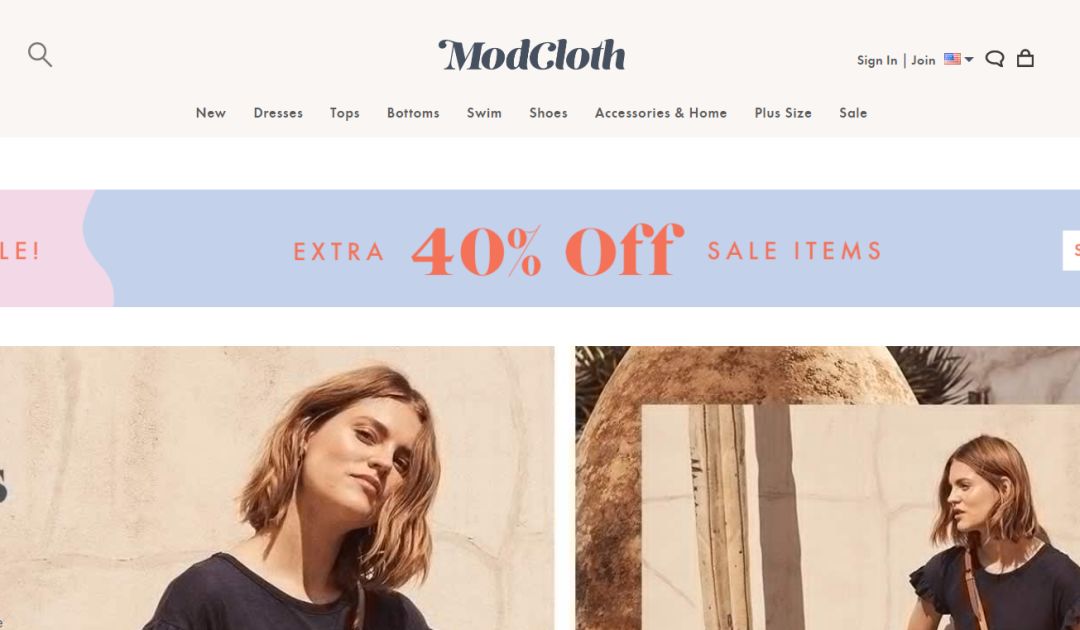 ModCloth
Sign In | Join
New Dresses Tops Bottoms Swim Shoes Accessories & Home Plus Size Sale
LE! EXTRA 40% Off SALE ITEMS S
s
e